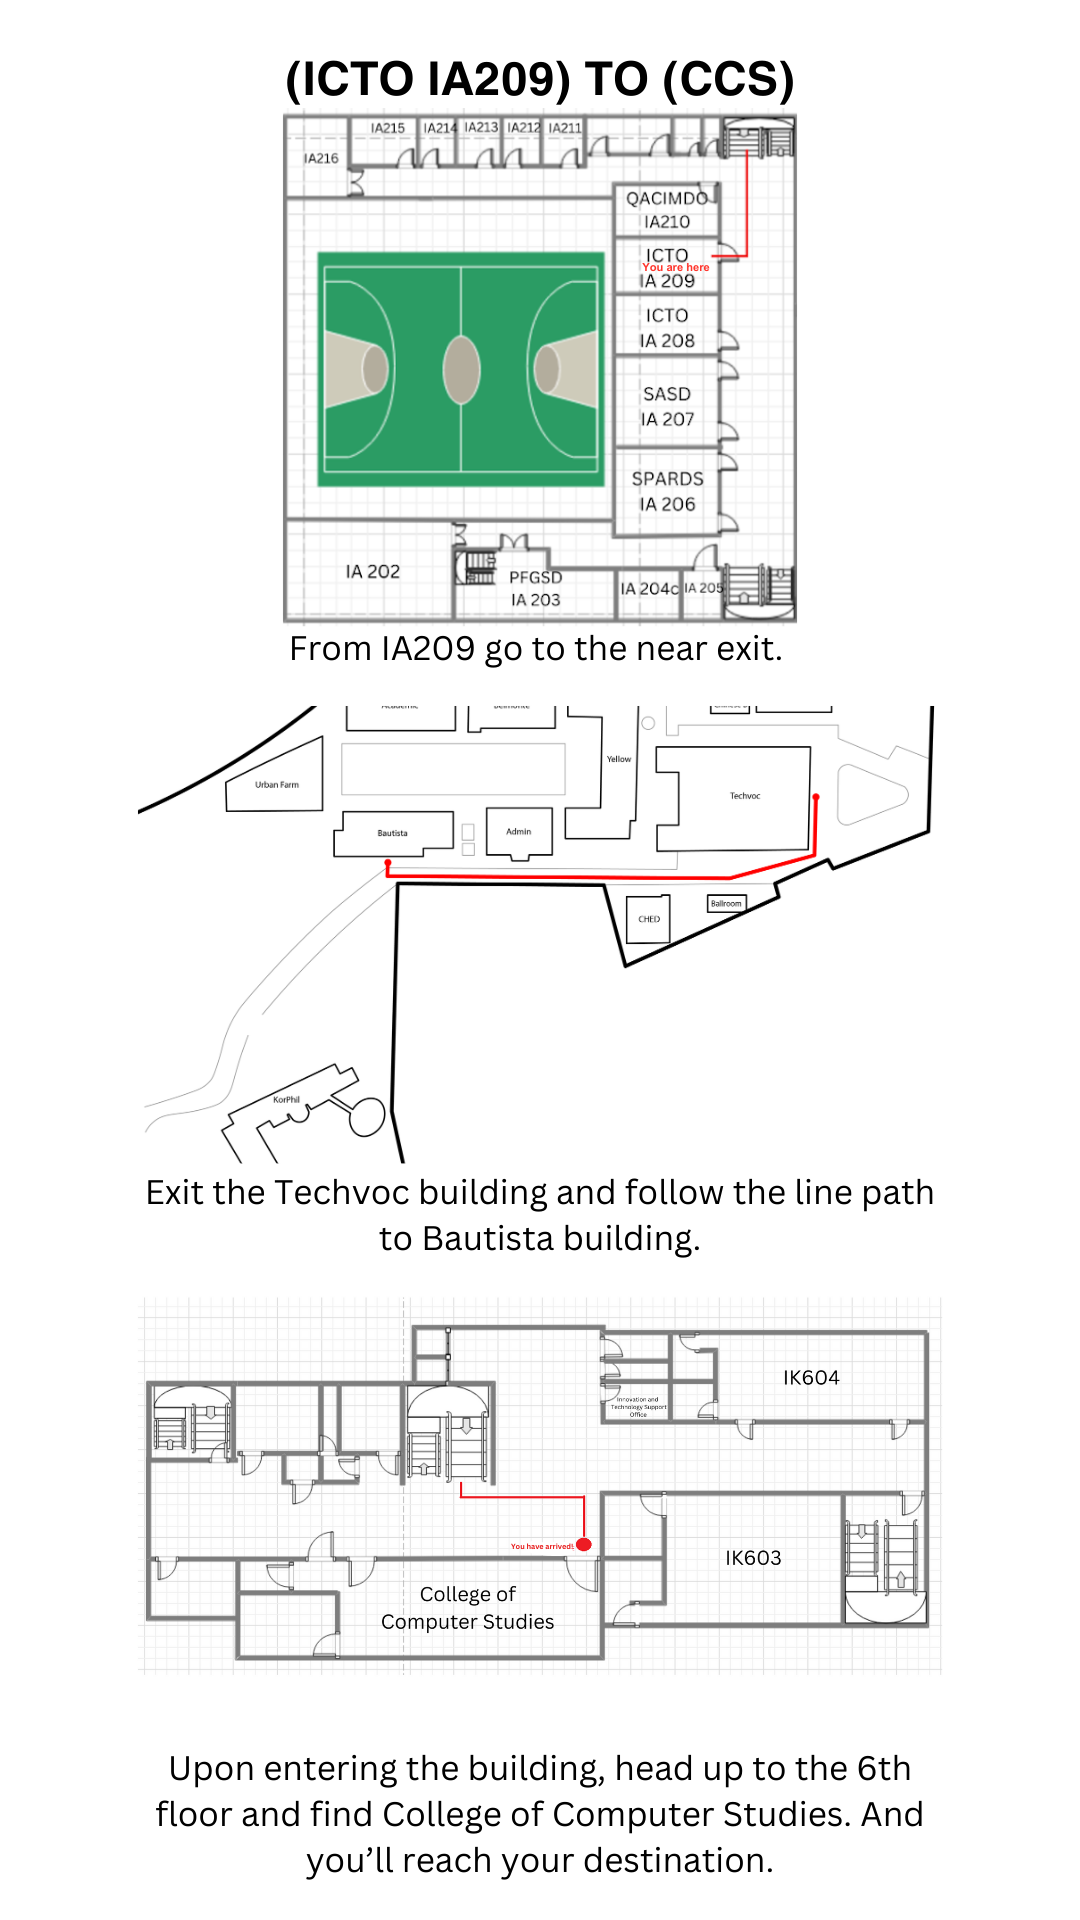 (ICTO IA209) TO (CCS)
IA215
IA214
IA213
IA212
IA211
IA216
QACIMDO
IA210
ICTO
You are here
IA 209
ICTO
IA 208
SASD
IA 207
SPARDS
IA 206
IA 202
PFGSD
IA 203
IA 204c
IA 205
From IA209 go to the near exit.
Academic
Belmonte
Yellow
Urban Farm
Techvoc
Bautista
Admin
CHED
Ballroom
KorPhil
Exit the Techvoc building and follow the line path
to Bautista building.
IK604
Innovation and
Technology Support
Office
You have arrived!
IK603
College of
Computer Studies
Upon entering the building, head up to the 6th
floor and find College of Computer Studies. And
you’ll reach your destination.